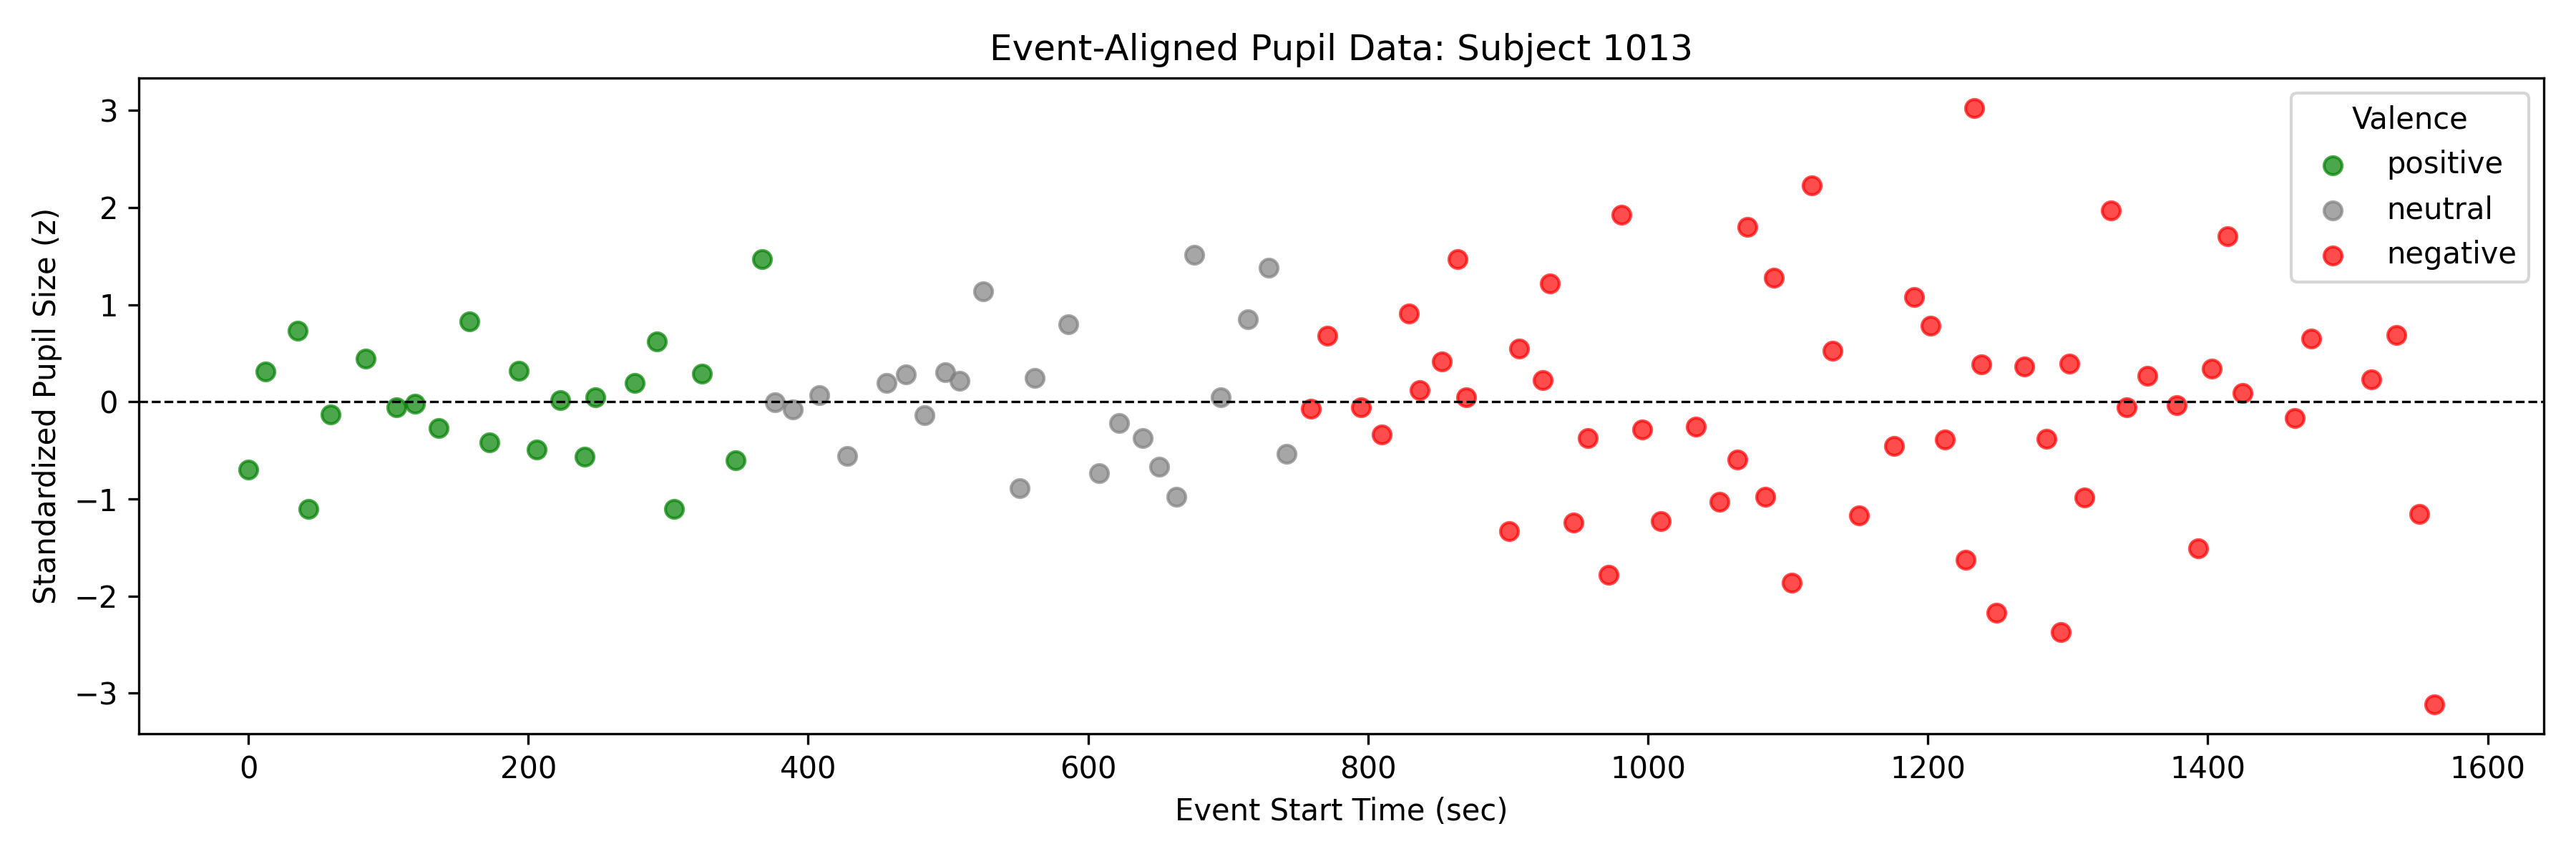 Event-Aligned Pupil Data: Subject 1013
Standardized Pupil Size (z)
3
2
1
0
−1
−2
−3
Valence
positive
neutral
negative
0 200 400 600 800 1000 1200 1400 1600
Event Start Time (sec)